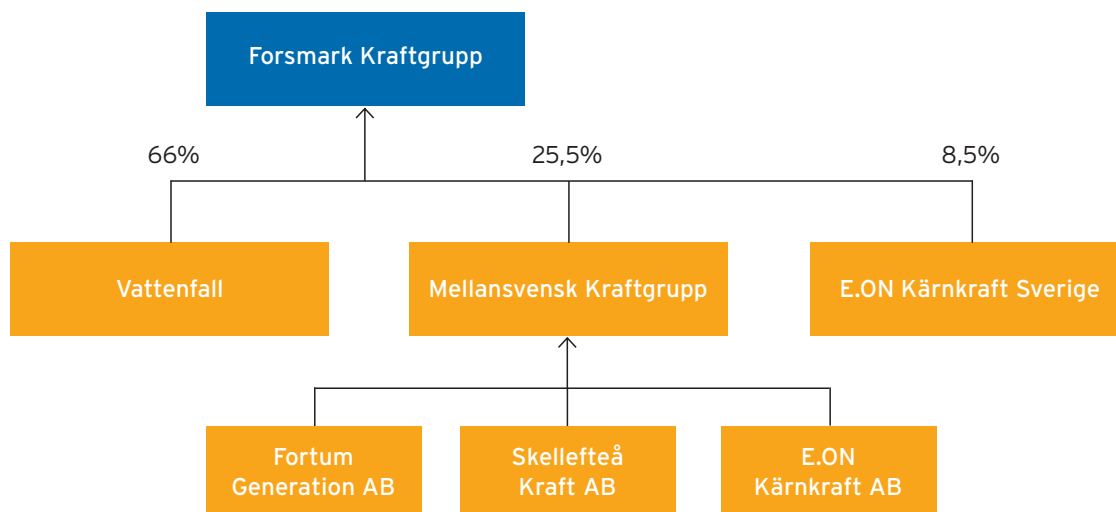 Forsmark Kraftgrupp
66%
25,5%
8,5%
Vattenfall
Mellansvensk Kraftgrupp
E.ON Kärnkraft Sverige
Fortum
Generation AB
Skellefteå
Kraft AB
E.ON
Kärnkraft AB